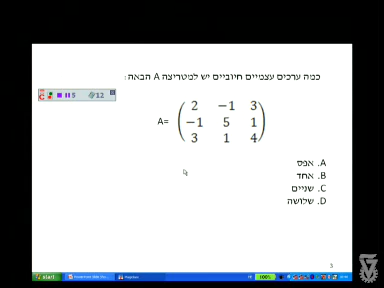 כמה ערכים עצמיים חיוביים יש למטריצה A הבאה:
5 12
A= ( 2 -1 3
-1 5 1
3 1 4 )
A. אפס
B. אחד
C. שניים
D. שלושה
3
start
100%